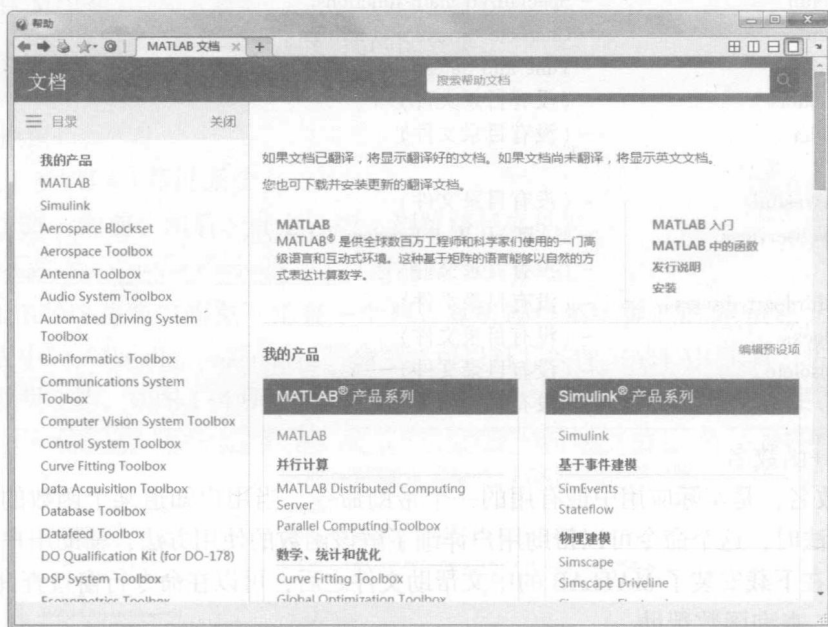 帮助
MATLAB 文档
文档
搜索帮助文档
目录
关闭
我的产品
MATLAB
Simulink
Aerospace Blockset
Aerospace Toolbox
Antenna Toolbox
Audio System Toolbox
Automated Driving System
Toolbox
Bioinformatics Toolbox
Communications System
Toolbox
Computer Vision System Toolbox
Control System Toolbox
Curve Fitting Toolbox
Data Acquisition Toolbox
Database Toolbox
Datafeed Toolbox
DO Qualification Kit (for DO-178)
DSP System Toolbox
Econometrics Toolbox
如果文档已翻译，将显示翻译好的文档。如果文档尚未翻译，将显示英文文档。
您也可下载并安装更新的翻译文档。
MATLAB
MATLAB® 是供全球数百万工程师和科学家们使用的一门高
级语言和互动式环境。这种基于矩阵的语言能够以自然的方
式表达计算数学。
MATLAB 入门
MATLAB 中的函数
发行说明
安装
我的产品
编辑预设项
MATLAB® 产品系列
MATLAB
并行计算
MATLAB Distributed Computing
Server
Parallel Computing Toolbox
数学、统计和优化
Curve Fitting Toolbox
Global Optimization Toolbox
Simulink® 产品系列
Simulink
基于事件建模
SimEvents
Stateflow
物理建模
Simscape
Simscape Driveline